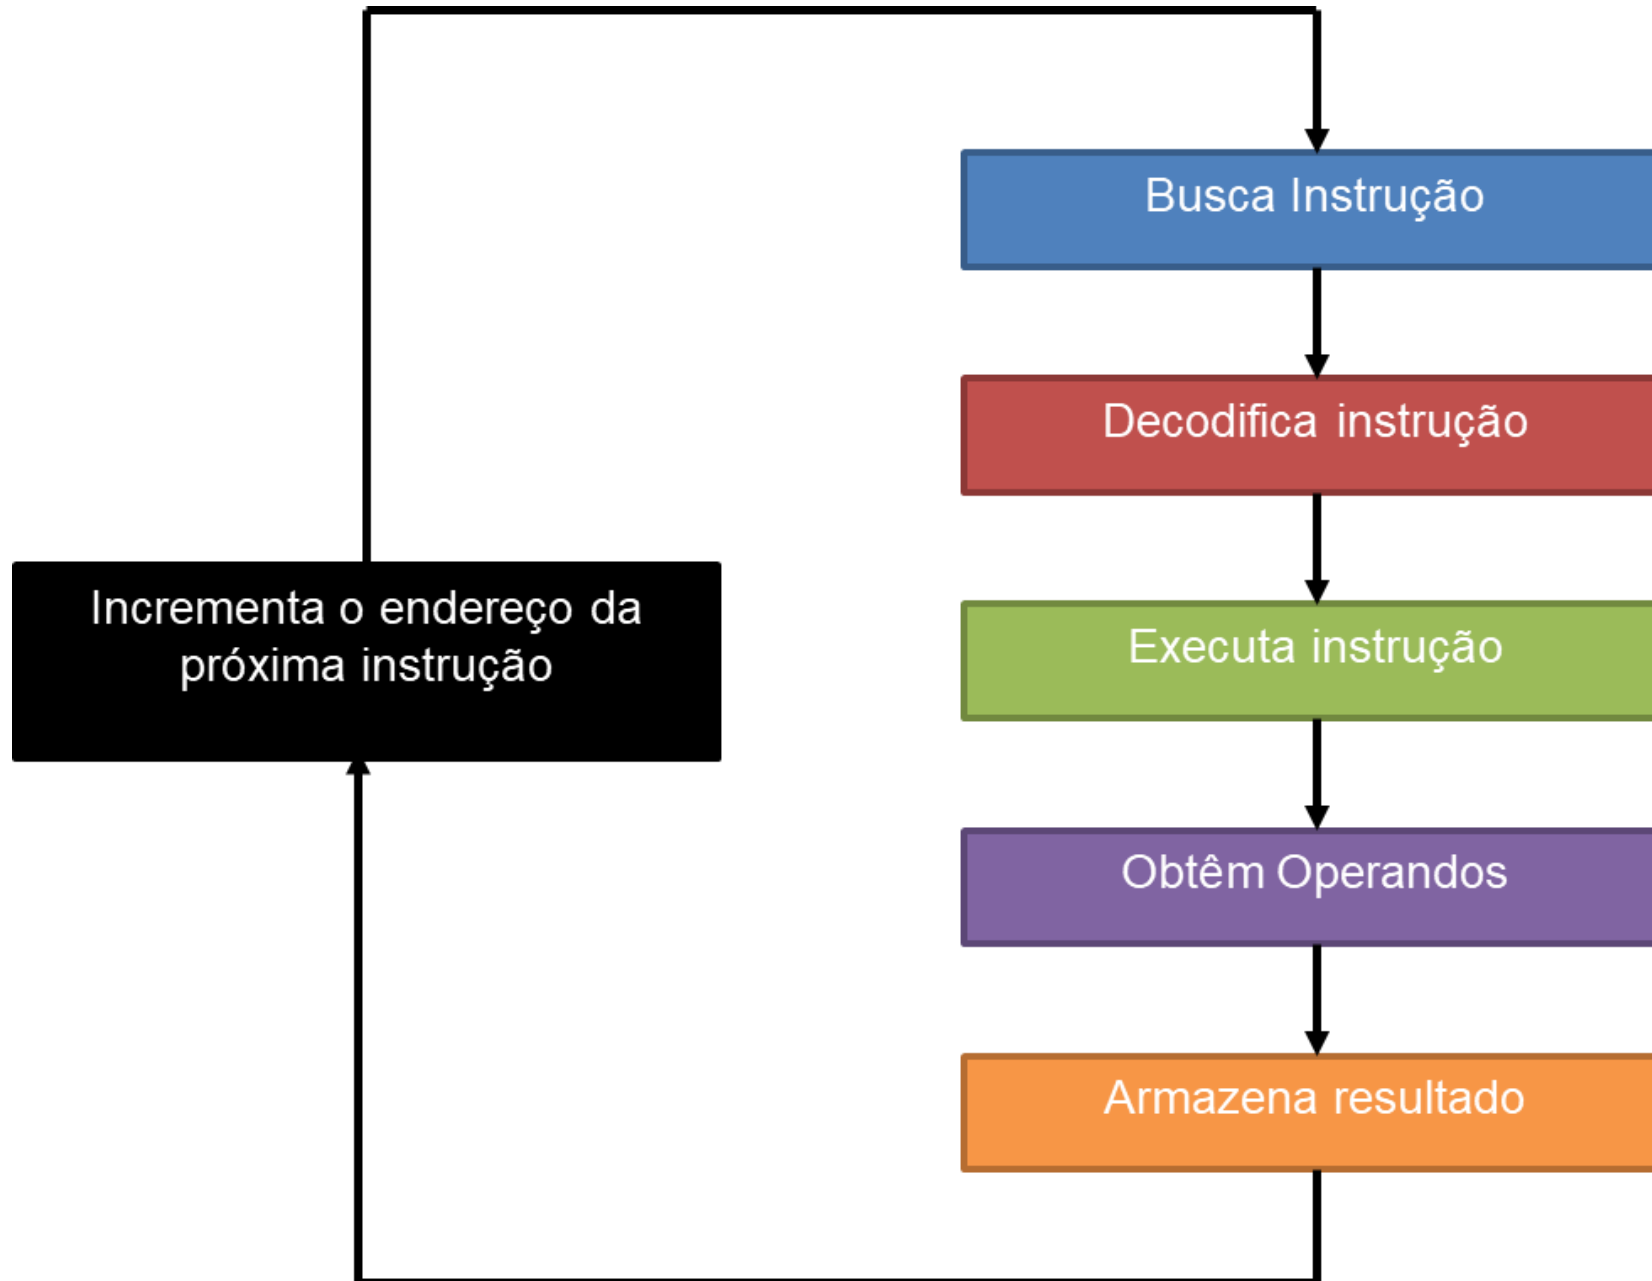 Busca Instrução
Decodifica instrução
Incrementa o endereço da
próxima instrução
Executa instrução
Obtêm Operandos
Armazena resultado